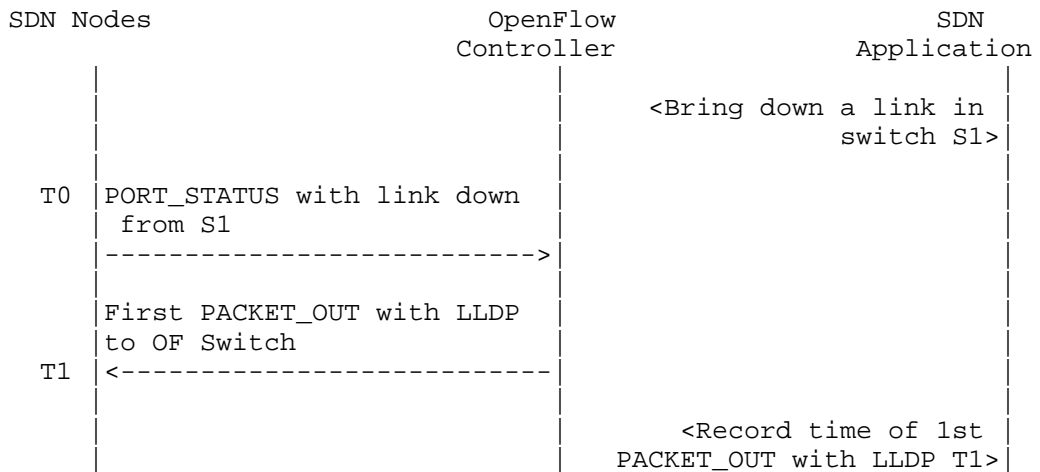 SDN Nodes OpenFlow SDN
Controller Application
<Bring down a link in
switch S1>
T0 PORT_STATUS with link down
from S1
--------------------------->
First PACKET_OUT with LLDP
to OF Switch
T1 <---------------------------
<Record time of 1st
PACKET_OUT with LLDP T1>